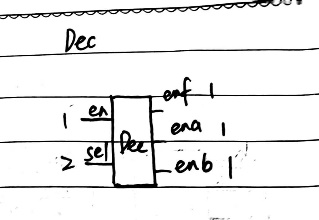 Dec
enf 1
1 en
ena 1
Dec
2 sel
enb 1